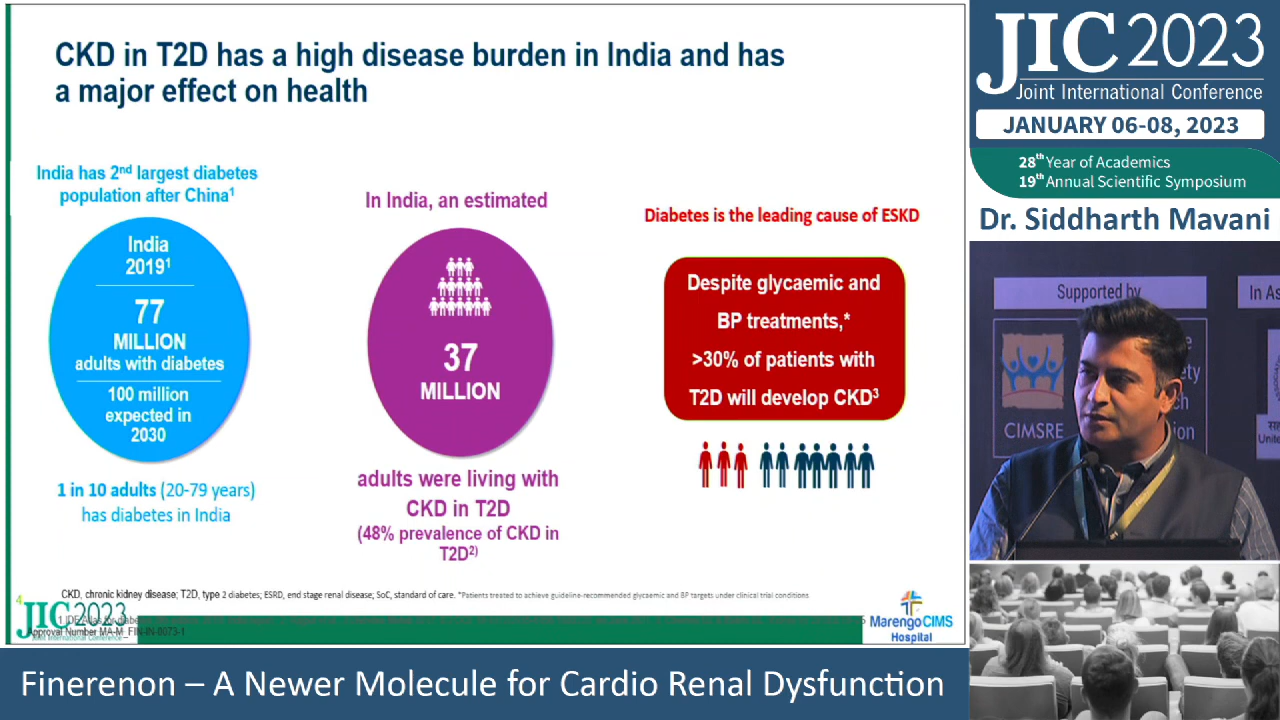 CKD in T2D has a high disease burden in India and has
a major effect on health
India has 2nd largest diabetes
population after China1
India
20191
77
MILLION
adults with diabetes
100 million
expected in
2030
1 in 10 adults (20-79 years)
has diabetes in India
In India, an estimated
37
MILLION
adults were living with
CKD in T2D
(48% prevalence of CKD in
T2D2)
Diabetes is the leading cause of ESKD
Despite glycaemic and
BP treatments,*
>30% of patients with
T2D will develop CKD3
CKD, chronic kidney disease; T2D, type 2 diabetes; ESRD, end stage renal disease; SoC, standard of care. *Patients treated to achieve guideline-recommended glycaemic and BP targets under clinical trial conditions
4
JIC2023
Approval Number MA-M_FIN-IN-0073-1
Marengo CIMS
Hospital
Finerenon – A Newer Molecule for Cardio Renal Dysfunction
JIC2023
Joint International Conference
JANUARY 06-08, 2023
28th Year of Academics
19th Annual Scientific Symposium
Dr. Siddharth Mavani
Supported by
In As
CIMSRE